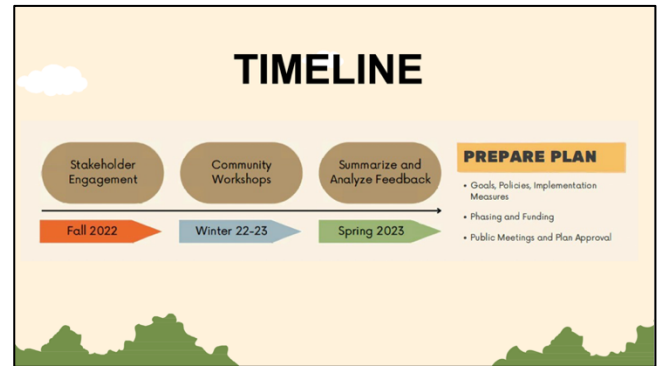 TIMELINE
Stakeholder
Engagement
Community
Workshops
Summarize and
Analyze Feedback
Fall 2022
Winter 22-23
Spring 2023
PREPARE PLAN
• Goals, Policies, Implementation
Measures
• Phasing and Funding
• Public Meetings and Plan Approval